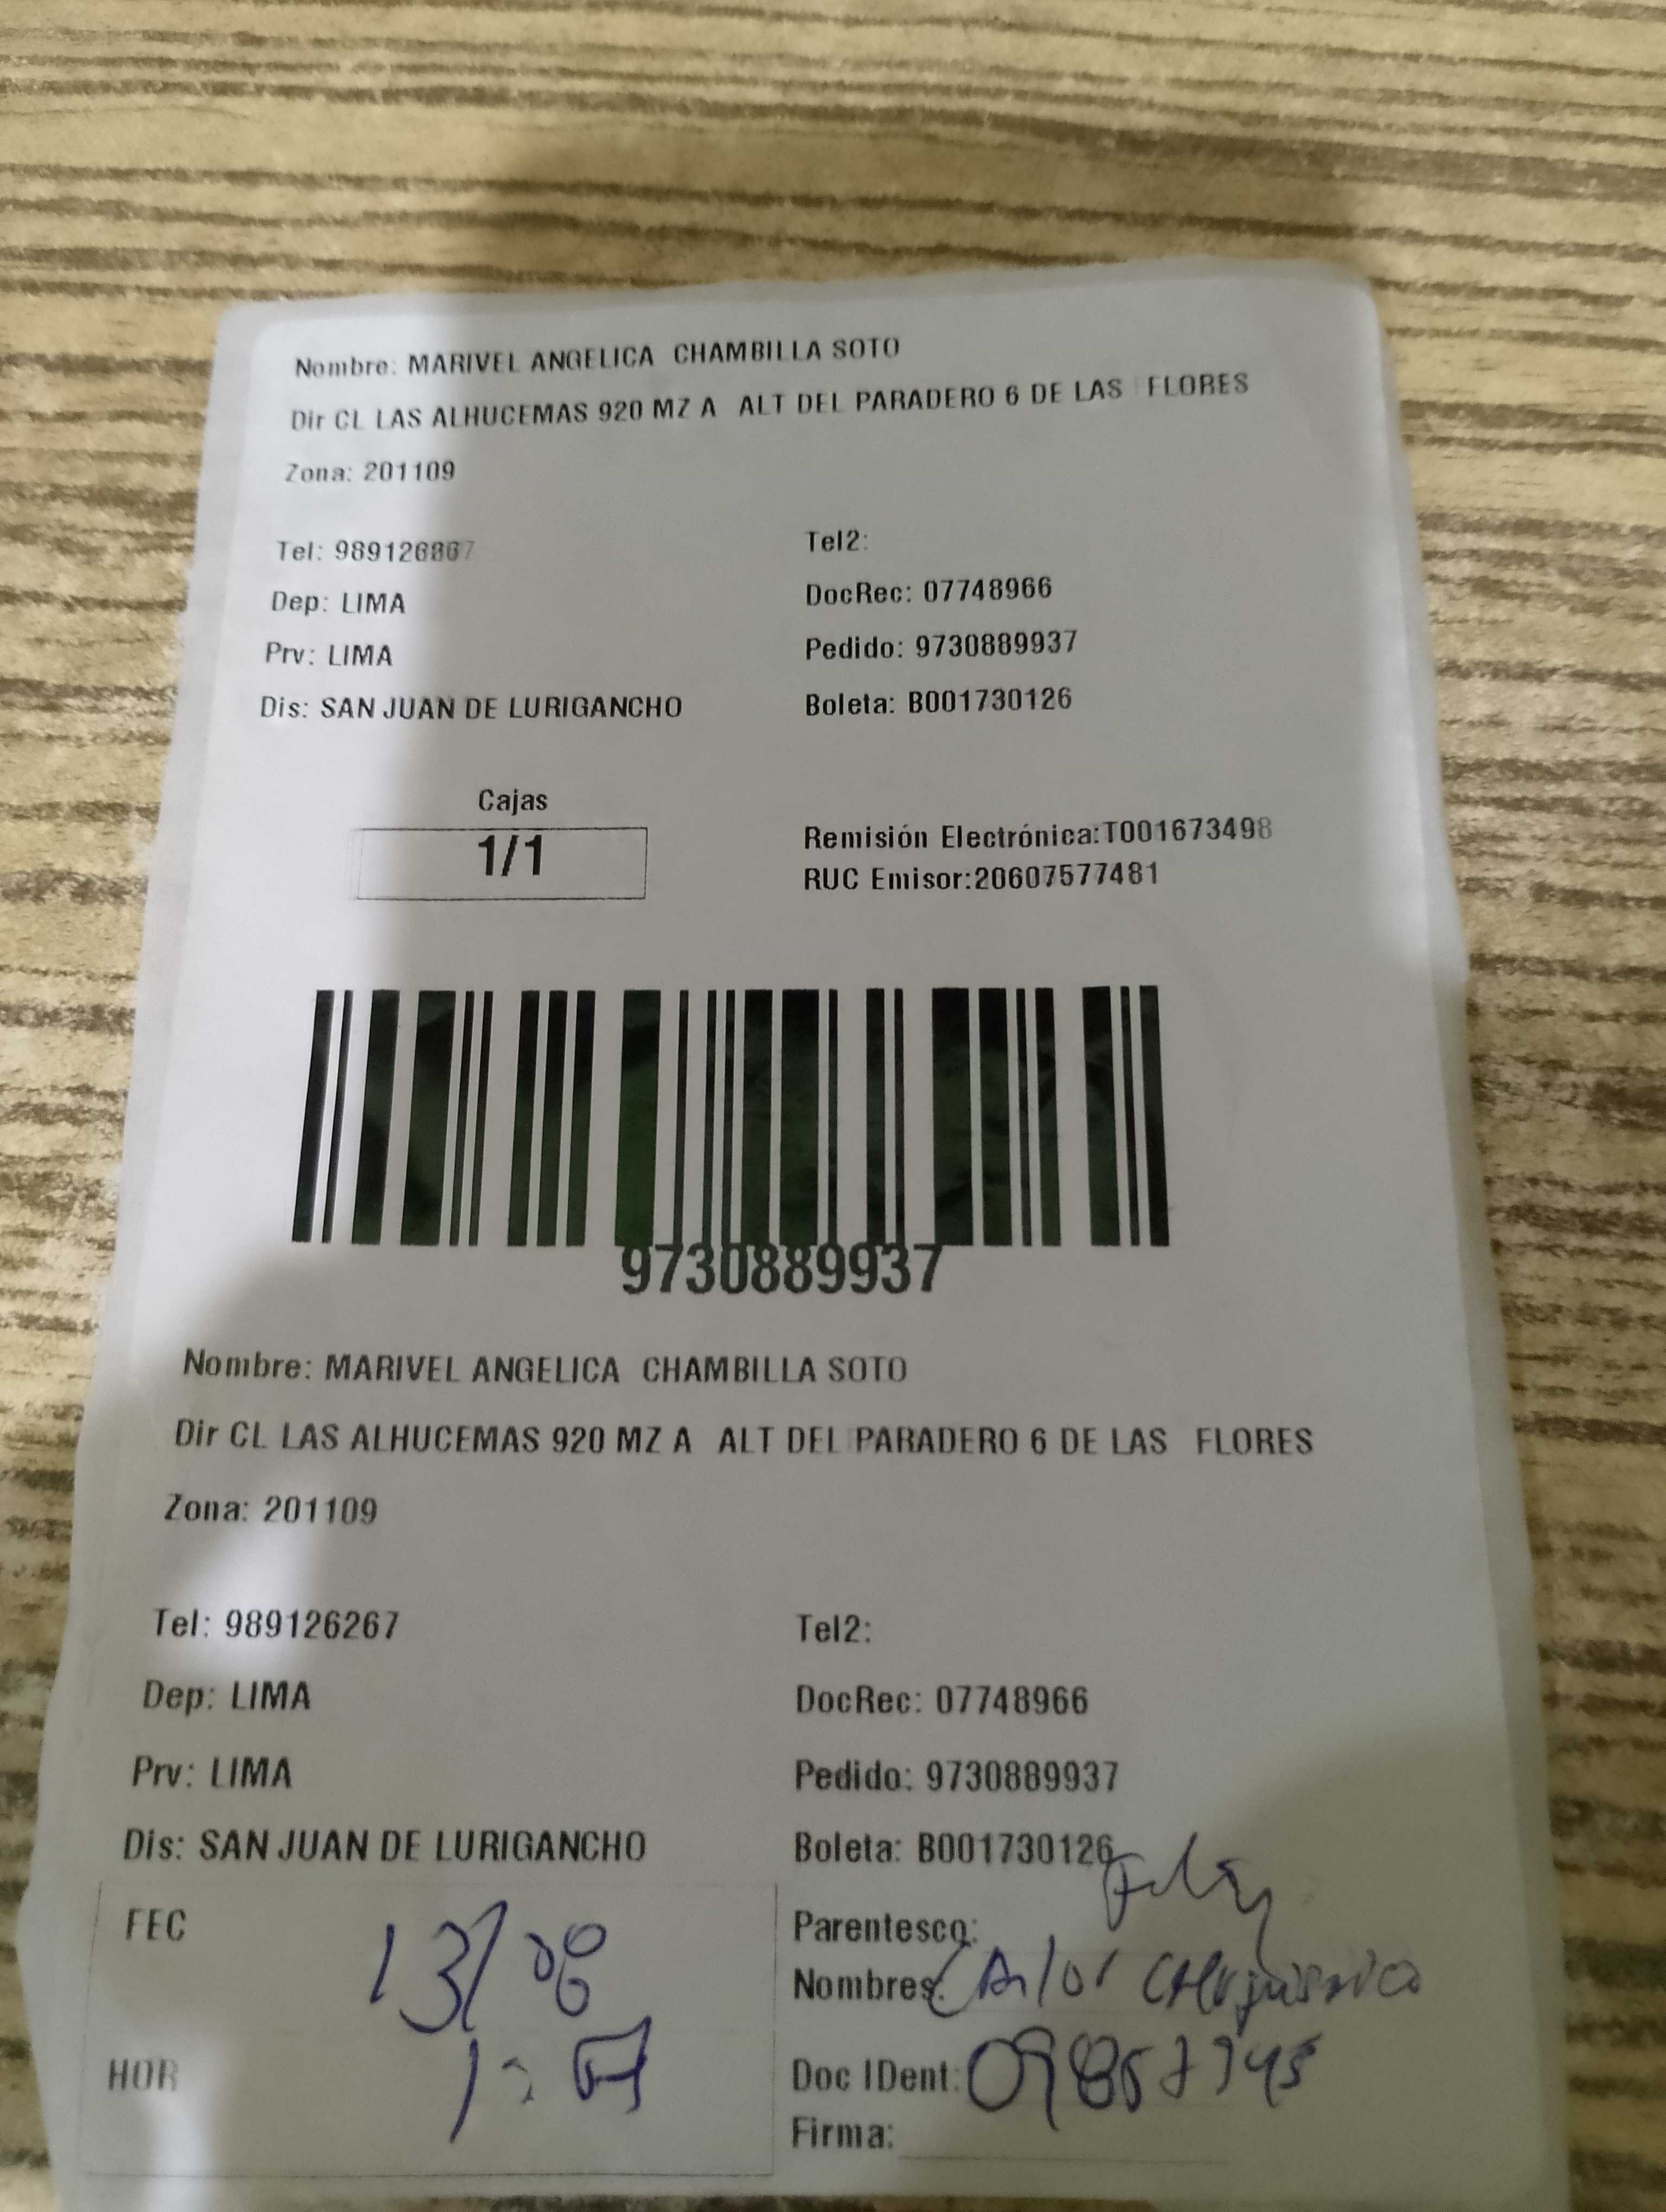 Nombre: MARIVEL ANGELICA CHAMBILLA SOTO
Dir CL LAS ALHUCEMAS 920 MZ A ALT DEL PARADERO 6 DE LAS FLORES
Zona: 201109
Tel: Tel2:
Dep: LIMA DocRec: 07748966
Prv: LIMA Pedido: 9730889937
Dis: SAN JUAN DE LURIGANCHO Boleta: B001730126
Cajas
1/1
Remisión Electrónica:T001673498
RUC Emisor:20607577481
9730889937
Nombre: MARIVEL ANGELICA CHAMBILLA SOTO
Dir CL LAS ALHUCEMAS 920 MZ A ALT DEL PARADERO 6 DE LAS FLORES
Zona: 201109
Tel: 989126267 Tel2:
Dep: LIMA DocRec: 07748966
Prv: LIMA Pedido: 9730889937
Dis: SAN JUAN DE LURIGANCHO Boleta: B001730126
FEC 13/08
Parentesco:
Nombres:
HOR
Doc IDent:
Firma: